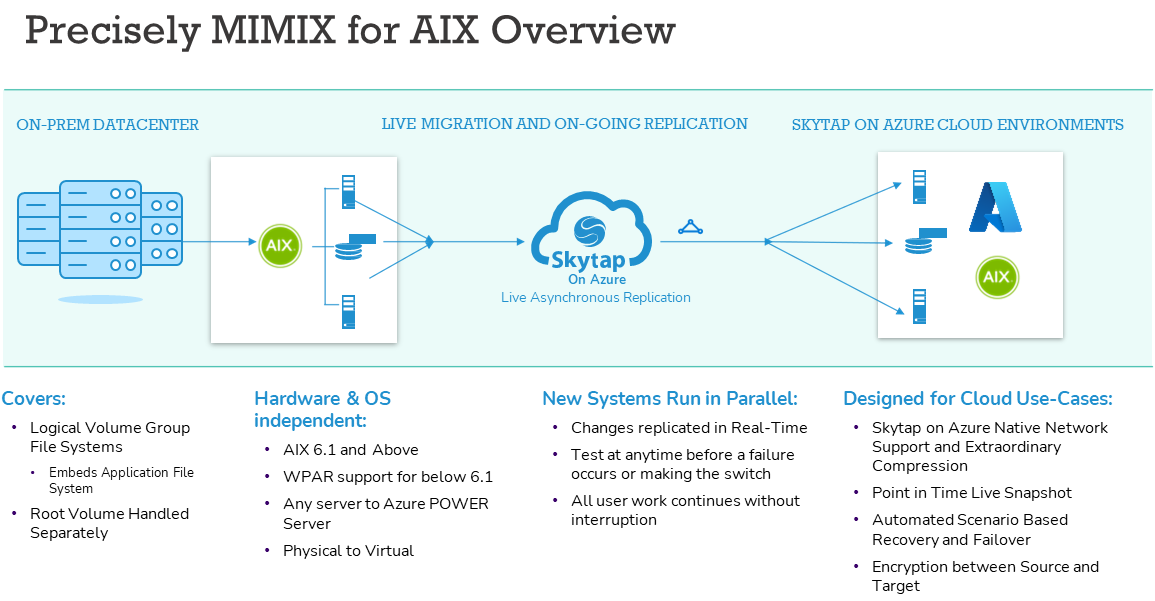 Precisely MIMIX for AIX Overview
ON-PREM DATACENTER
LIVE MIGRATION AND ON-GOING REPLICATION
SKYTAP ON AZURE CLOUD ENVIRONMENTS
AIX
Skytap
On Azure
Live Asynchronous Replication
AIX
Covers:
• Logical Volume Group
File Systems
• Embeds Application File
System
• Root Volume Handled
Separately
Hardware & OS
independent:
• AIX 6.1 and Above
• WPAR support for below 6.1
• Any server to Azure POWER
Server
• Physical to Virtual
New Systems Run in Parallel:
• Changes replicated in Real-Time
• Test at anytime before a failure
occurs or making the switch
• All user work continues without
interruption
Designed for Cloud Use-Cases:
• Skytap on Azure Native Network
Support and Extraordinary
Compression
• Point in Time Live Snapshot
• Automated Scenario Based
Recovery and Failover
• Encryption between Source and
Target